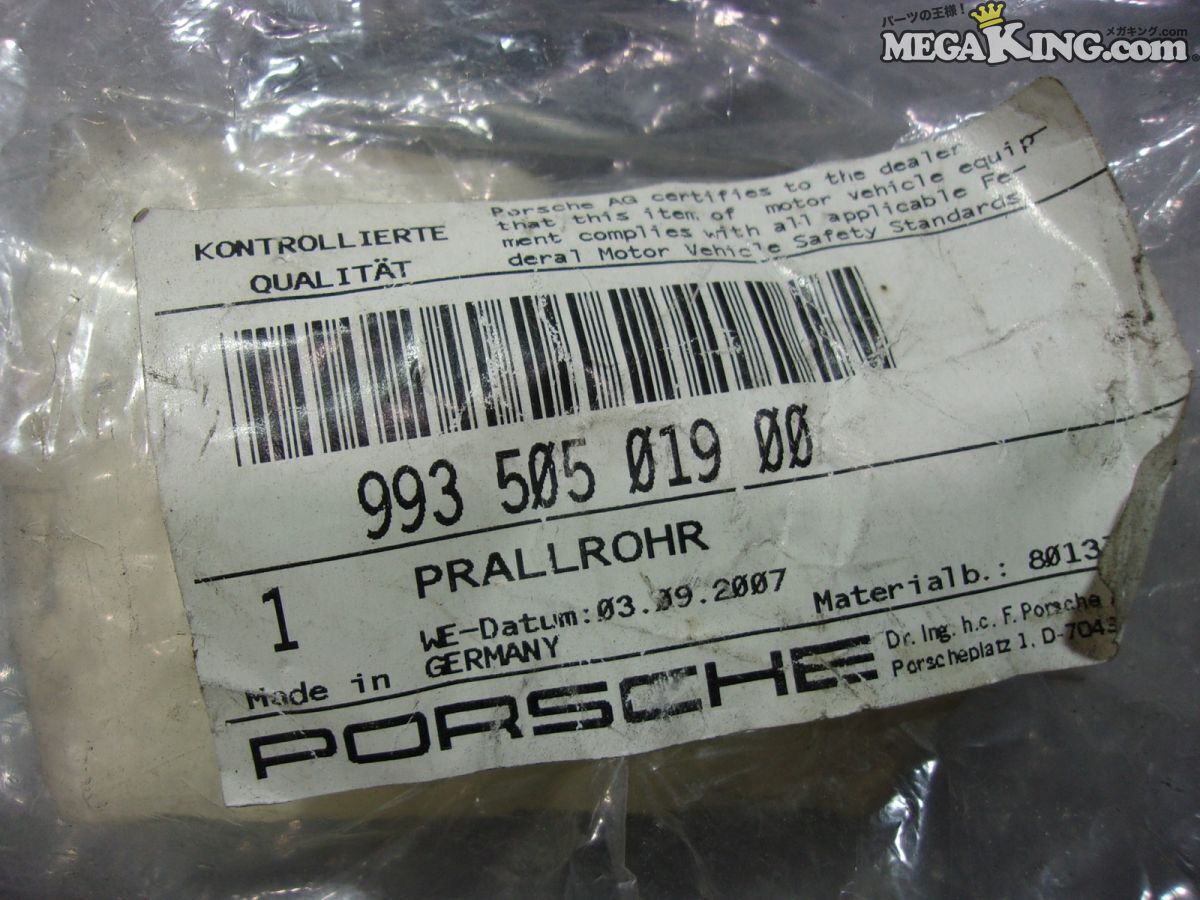 パーツの王様！
メガキング.com
MEGAKING.com
KONTROLLIERTE
QUALITÄT
Porsche AG certifies to the dealer
that this item of motor vehicle equip
ment complies with all applicable Fe-
deral Motor Vehicle Safety Standards
993 505 019 00
1 PRALLROHR
WE-Datum:03.09.2007 Materialb.: 8013
Made in GERMANY
PORSCHE
Dr. Ing. h.c. F. Porsche
Porscheplatz 1, D-7043